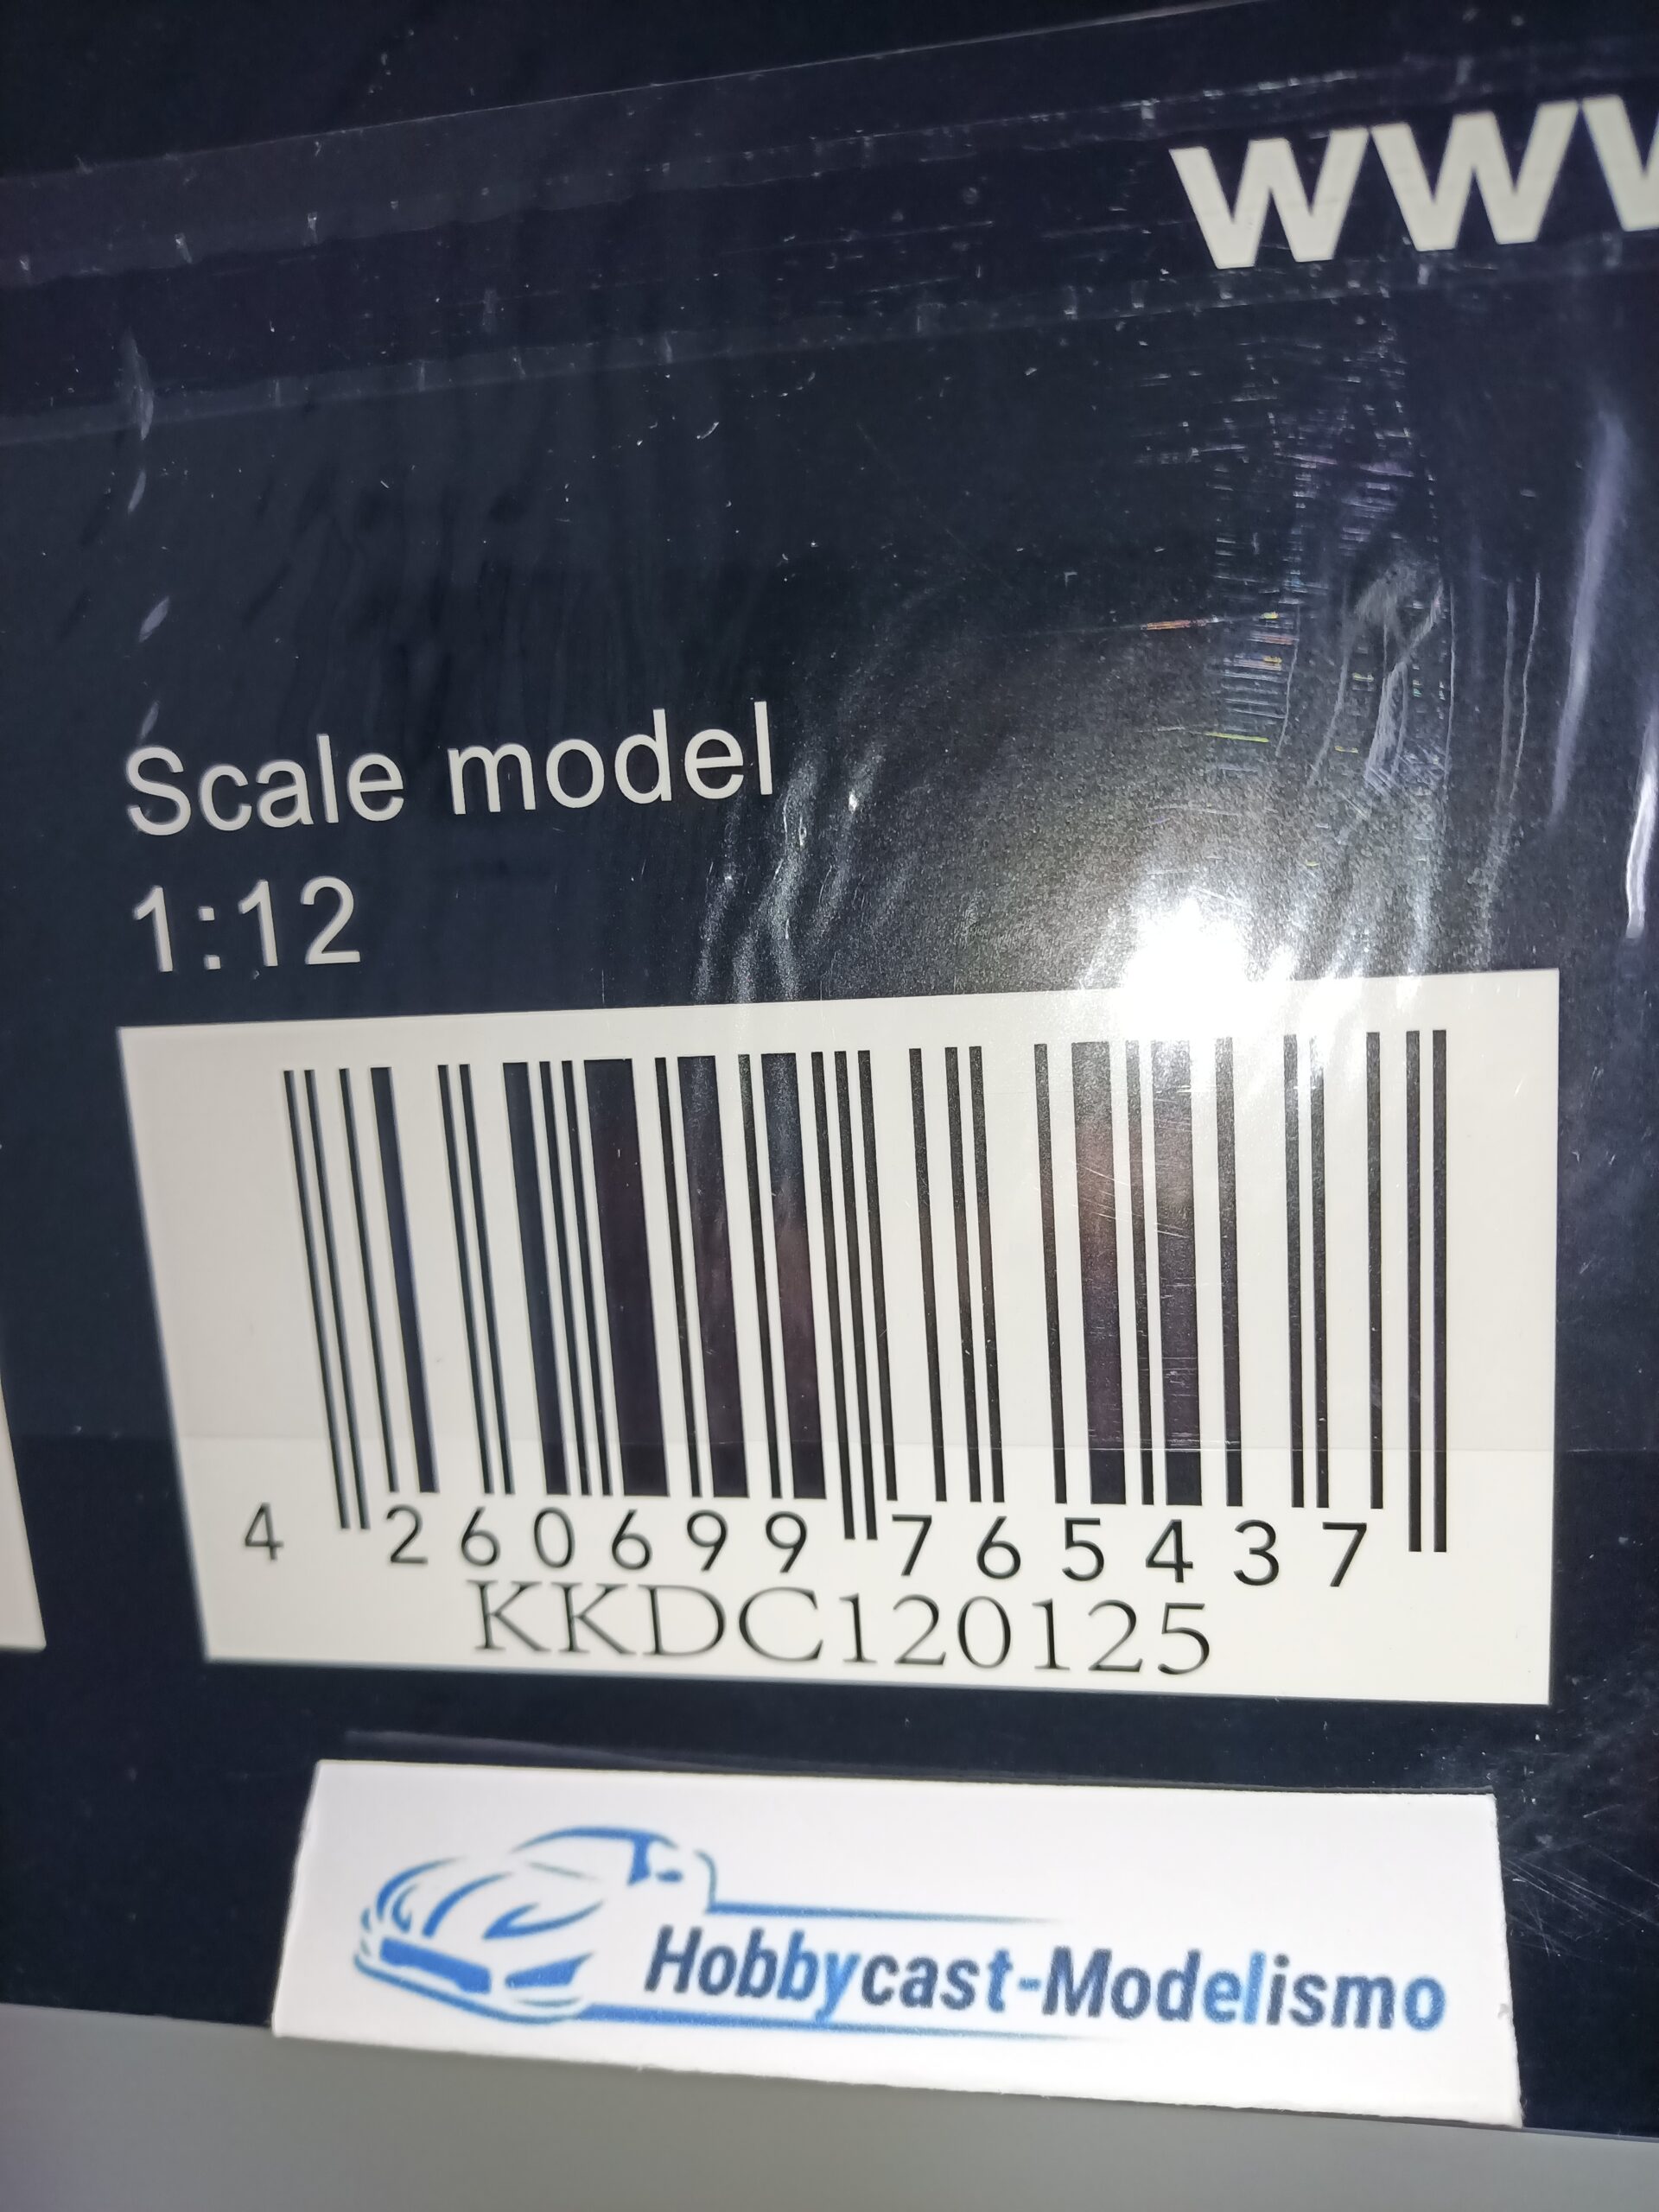 www
Scale model
1:12
4 260699 765437
KKDC120125
Hobbycast-Modelismo